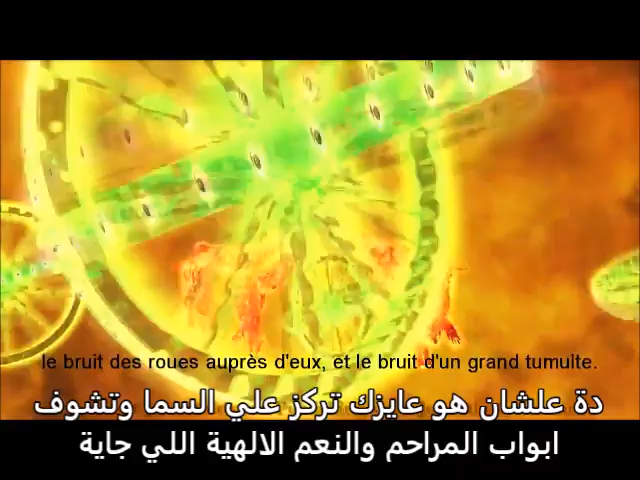 le bruit des roues auprès d'eux, et le bruit d'un grand tumulte.
دة علشان هو عايزك تركز علي السما وتشوف
ابواب المراحم والنعم الالهية اللي جاية